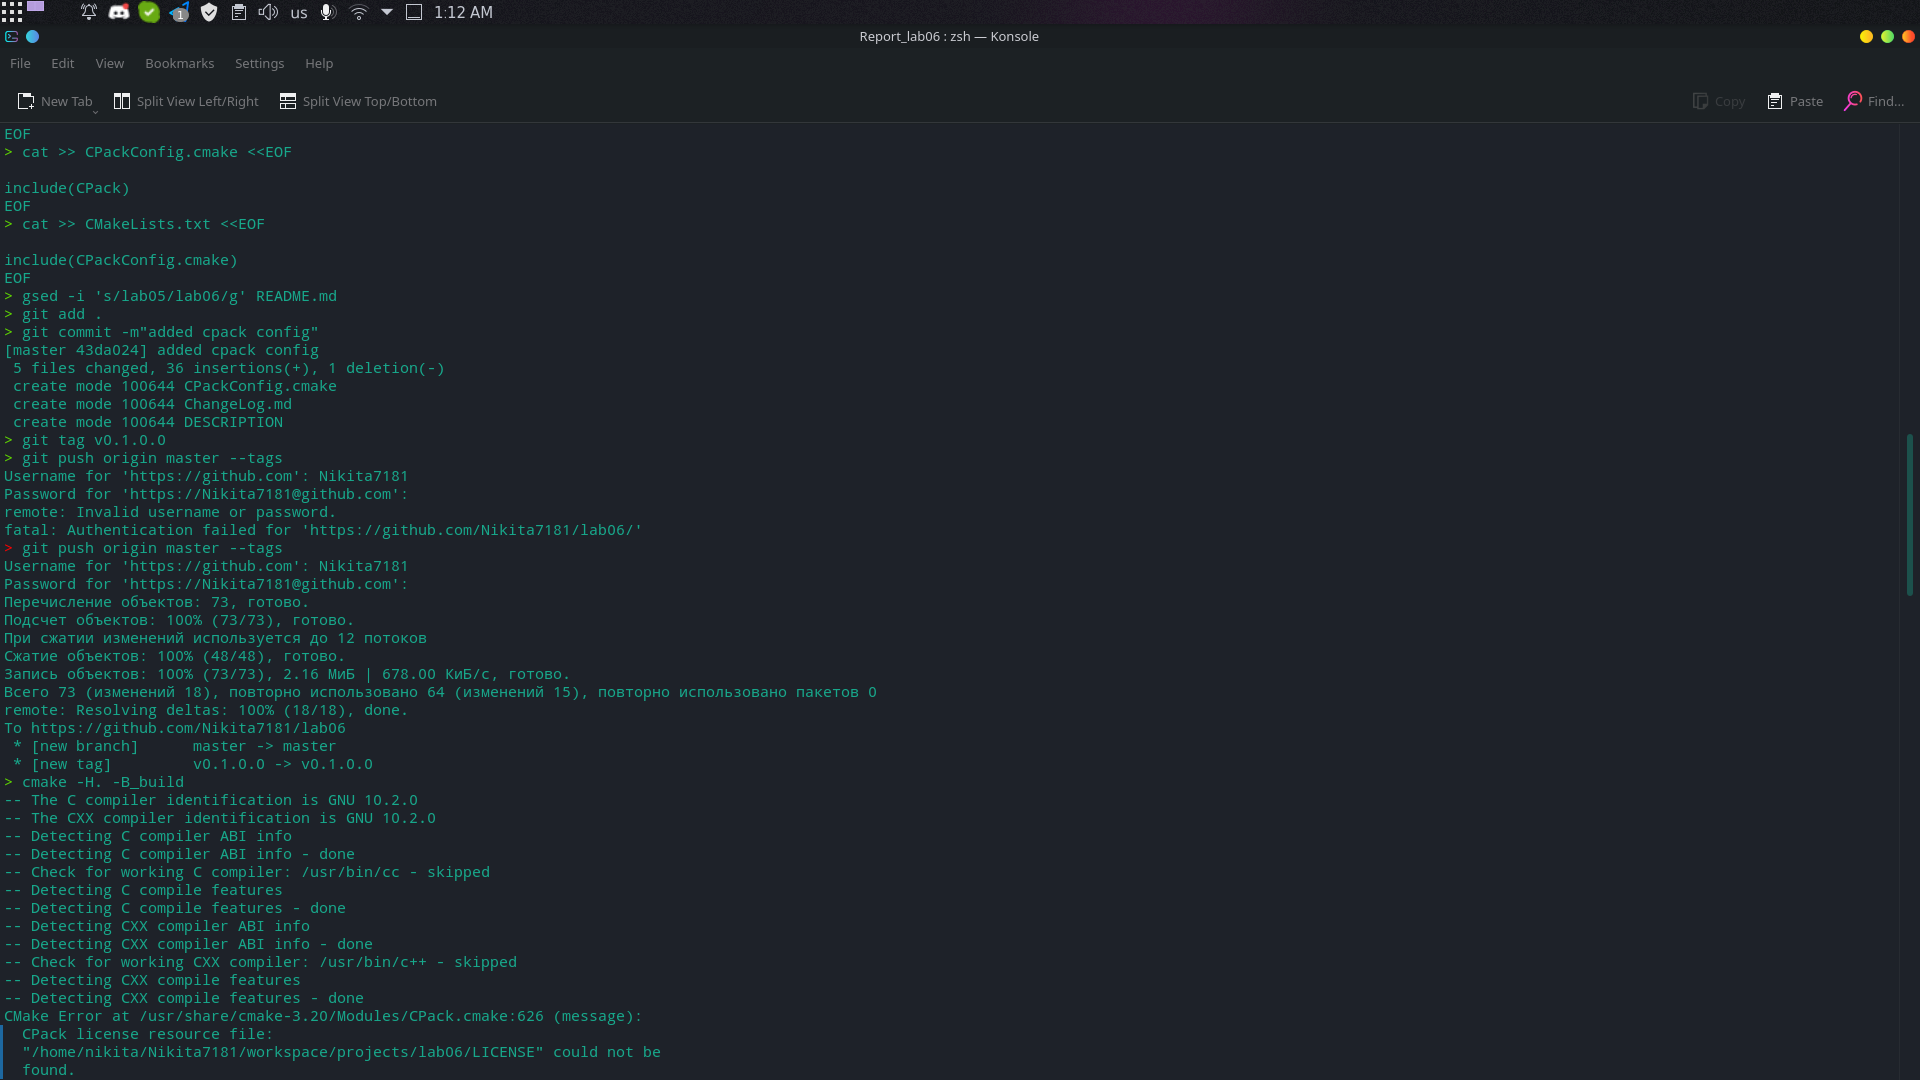 us 1:12 AM
Report_lab06 : zsh — Konsole
File Edit View Bookmarks Settings Help
New Tab Split View Left/Right Split View Top/Bottom Copy Paste Find...
EOF
> cat >> CPackConfig.cmake <<EOF
include(CPack)
EOF
> cat >> CMakeLists.txt <<EOF
include(CPackConfig.cmake)
EOF
> gsed -i 's/lab05/lab06/g' README.md
> git add .
> git commit -m"added cpack config"
[master 43da024] added cpack config
 5 files changed, 36 insertions(+), 1 deletion(-)
 create mode 100644 CPackConfig.cmake
 create mode 100644 ChangeLog.md
 create mode 100644 DESCRIPTION
> git tag v0.1.0.0
> git push origin master --tags
Username for 'https://github.com': Nikita7181
Password for 'https://Nikita7181@github.com':
remote: Invalid username or password.
fatal: Authentication failed for 'https://github.com/Nikita7181/lab06/'
> git push origin master --tags
Username for 'https://github.com': Nikita7181
Password for 'https://Nikita7181@github.com':
Перечисление объектов: 73, готово.
Подсчет объектов: 100% (73/73), готово.
При сжатии изменений используется до 12 потоков
Сжатие объектов: 100% (48/48), готово.
Запись объектов: 100% (73/73), 2.16 МиБ | 678.00 КиБ/с, готово.
Всего 73 (изменений 18), повторно использовано 64 (изменений 15), повторно использовано пакетов 0
remote: Resolving deltas: 100% (18/18), done.
To https://github.com/Nikita7181/lab06
 * [new branch]      master -> master
 * [new tag]         v0.1.0.0 -> v0.1.0.0
> cmake -H. -B_build
-- The C compiler identification is GNU 10.2.0
-- The CXX compiler identification is GNU 10.2.0
-- Detecting C compiler ABI info
-- Detecting C compiler ABI info - done
-- Check for working C compiler: /usr/bin/cc - skipped
-- Detecting C compile features
-- Detecting C compile features - done
-- Detecting CXX compiler ABI info
-- Detecting CXX compiler ABI info - done
-- Check for working CXX compiler: /usr/bin/c++ - skipped
-- Detecting CXX compile features
-- Detecting CXX compile features - done
CMake Error at /usr/share/cmake-3.20/Modules/CPack.cmake:626 (message):
  CPack license resource file:
  "/home/nikita/Nikita7181/workspace/projects/lab06/LICENSE" could not be
  found.